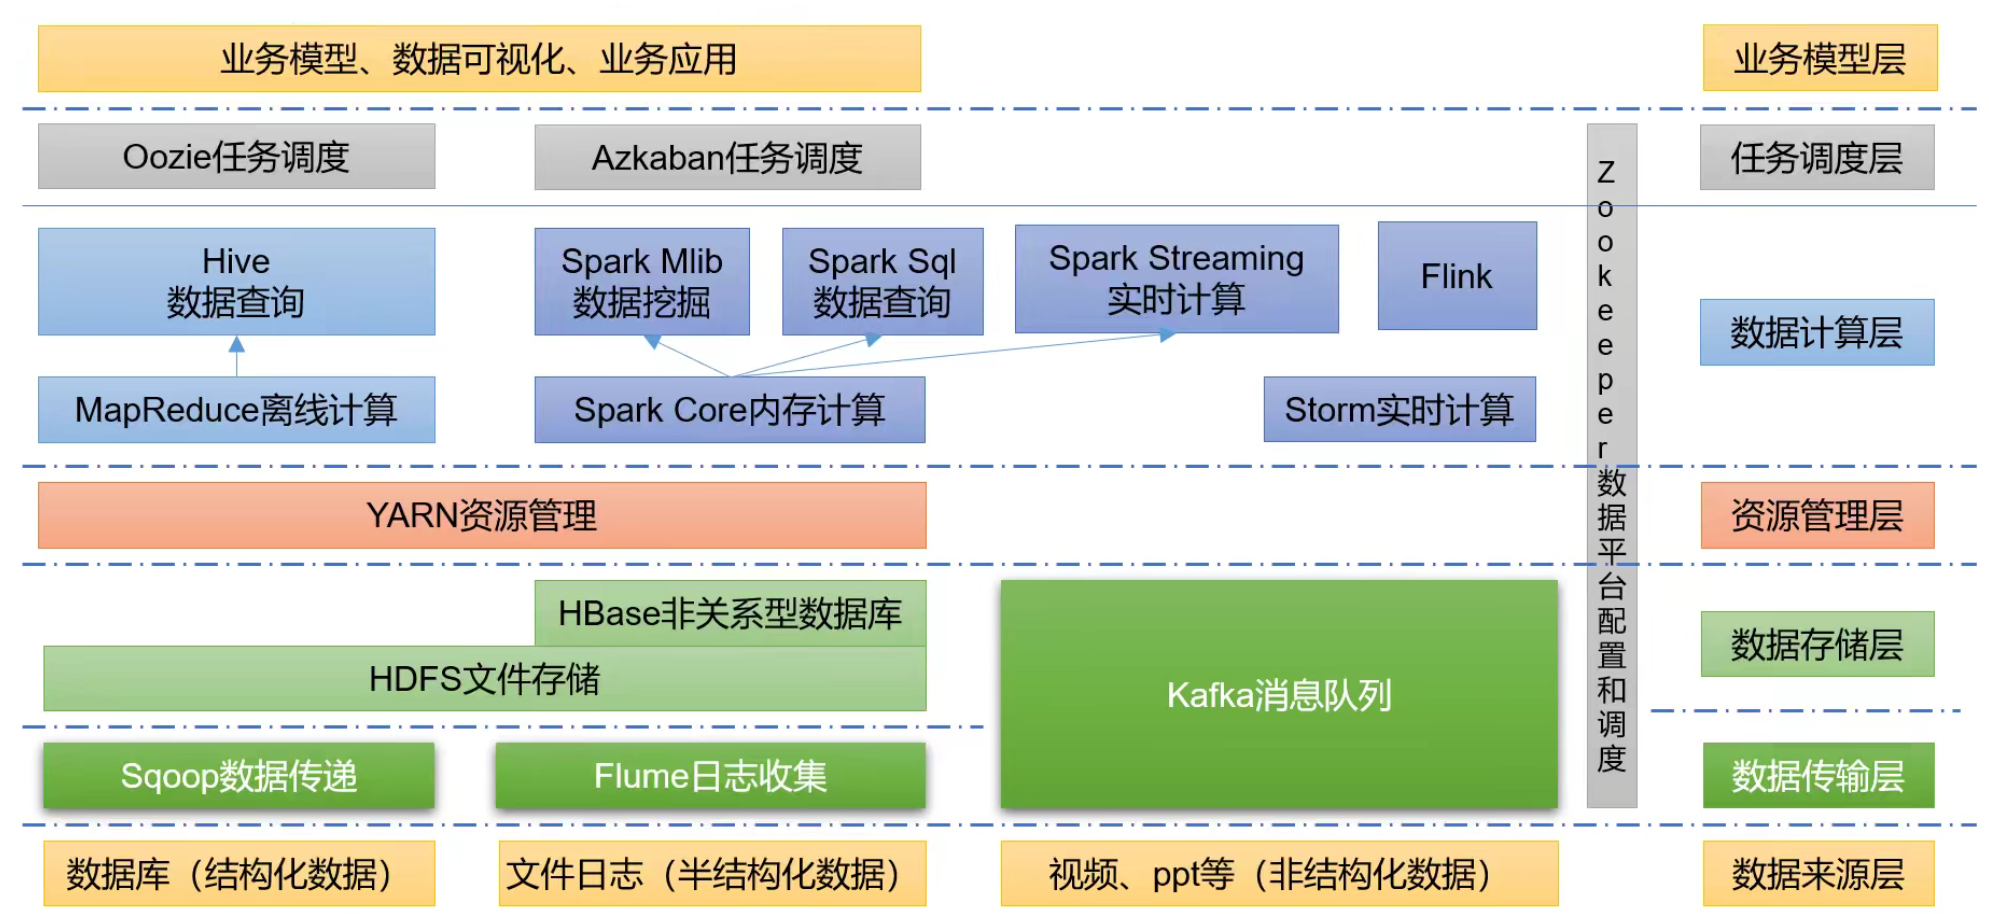 业务模型、数据可视化、业务应用
业务模型层
Oozie任务调度
Azkaban任务调度
任务调度层
Hive
数据查询
Spark Mlib
数据挖掘
Spark Sql
数据查询
Spark Streaming
实时计算
Flink
数据计算层
MapReduce离线计算
Spark Core内存计算
Storm实时计算
Zookeeper数据平台配置和调度
YARN资源管理
资源管理层
HBase非关系型数据库
HDFS文件存储
Kafka消息队列
数据存储层
Sqoop数据传递
Flume日志收集
数据传输层
数据库（结构化数据）
文件日志（半结构化数据）
视频、ppt等（非结构化数据）
数据来源层